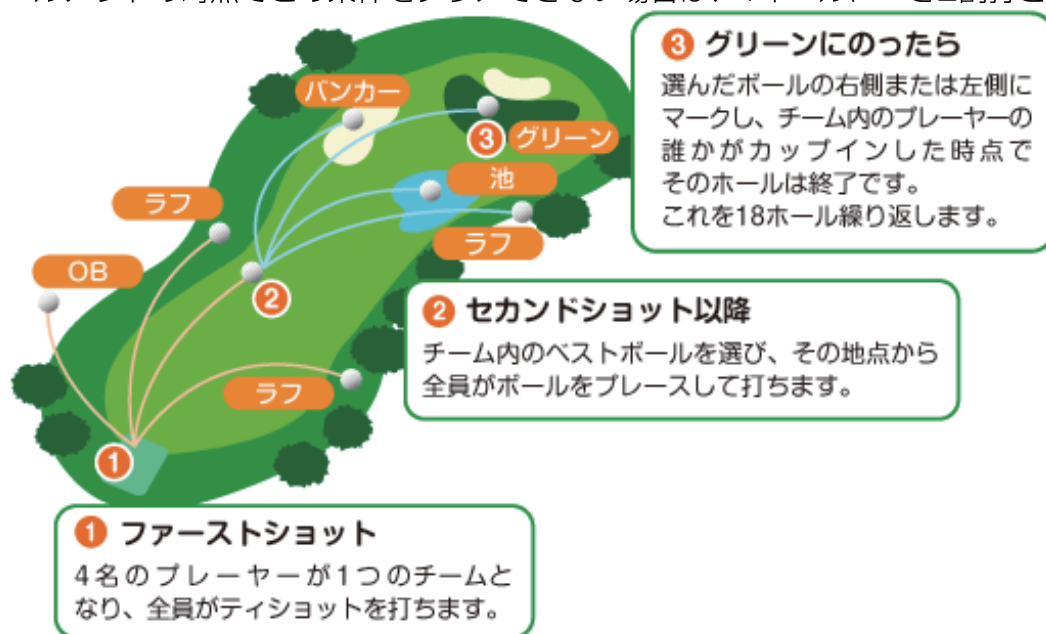 バンカー
❸ グリーン
池
ラフ
ラフ
OB
❷
ラフ
❶
❸ グリーンにのったら
選んだボールの右側または左側に
マークし、チーム内のプレーヤーの
誰かがカップインした時点で
そのホールは終了です。
これを18ホール繰り返します。
❷ セカンドショット以降
チーム内のベストボールを選び、その地点から
全員がボールをプレースして打ちます。
❶ ファーストショット
4名のプレーヤーが1つのチームと
なり、全員がティショットを打ちます。